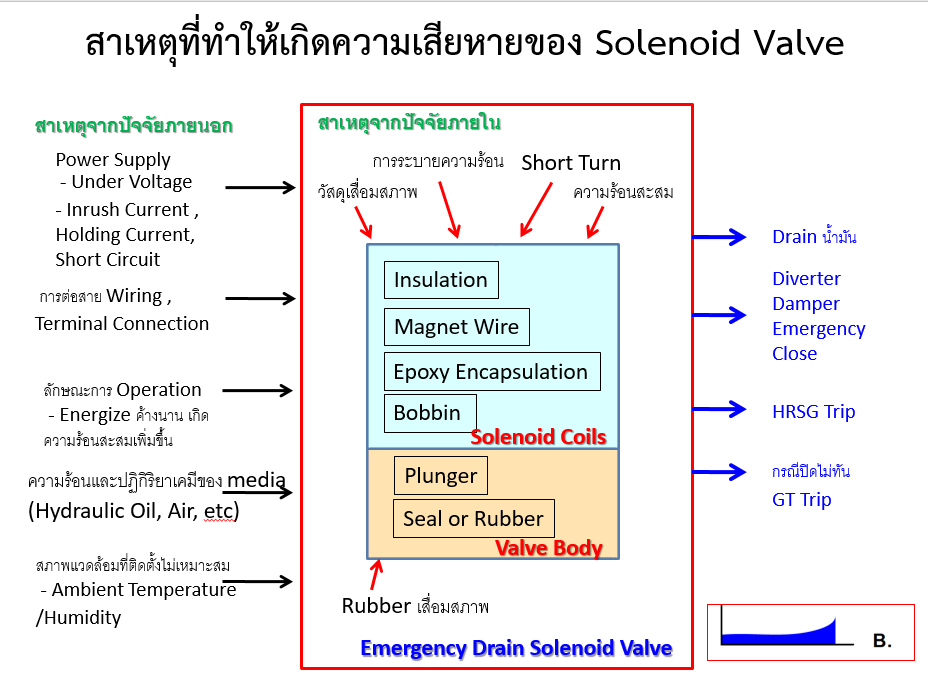 สาเหตุที่ทำให้เกิดความเสียหายของ Solenoid Valve
สาเหตุจากปัจจัยภายนอก
Power Supply
- Under Voltage
- Inrush Current ,
Holding Current,
Short Circuit
การต่อสาย Wiring ,
Terminal Connection
ลักษณะการ Operation
- Energize ค้างนาน เกิด
ความร้อนสะสมเพิ่มขึ้น
ความร้อนและปฏิกิริยาเคมีของ media
(Hydraulic Oil, Air, etc)
สภาพแวดล้อมที่ติดตั้งไม่เหมาะสม
- Ambient Temperature
/Humidity
สาเหตุจากปัจจัยภายใน
การระบายความร้อน
Short Turn
วัสดุเสื่อมสภาพ
ความร้อนสะสม
Insulation
Magnet Wire
Epoxy Encapsulation
Bobbin
Solenoid Coils
Plunger
Seal or Rubber
Valve Body
Rubber เสื่อมสภาพ
Emergency Drain Solenoid Valve
Drain น้ำมัน
Diverter
Damper
Emergency
Close
HRSG Trip
กรณีปิดไม่ทัน
GT Trip
B.